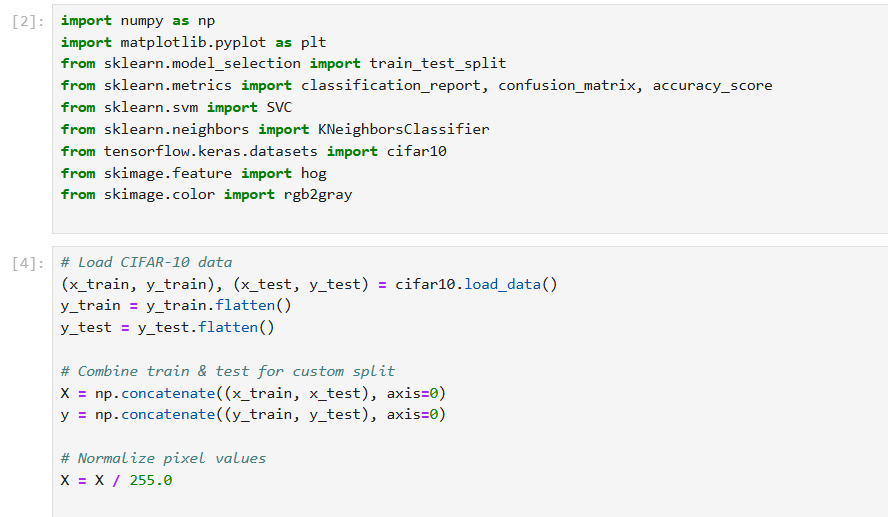 [2]:
import numpy as np
import matplotlib.pyplot as plt
from sklearn.model_selection import train_test_split
from sklearn.metrics import classification_report, confusion_matrix, accuracy_score
from sklearn.svm import SVC
from sklearn.neighbors import KNeighborsClassifier
from tensorflow.keras.datasets import cifar10
from skimage.feature import hog
from skimage.color import rgb2gray
[4]:
# Load CIFAR-10 data
(x_train, y_train), (x_test, y_test) = cifar10.load_data()
y_train = y_train.flatten()
y_test = y_test.flatten()
# Combine train & test for custom split
X = np.concatenate((x_train, x_test), axis=0)
y = np.concatenate((y_train, y_test), axis=0)
# Normalize pixel values
X = X / 255.0